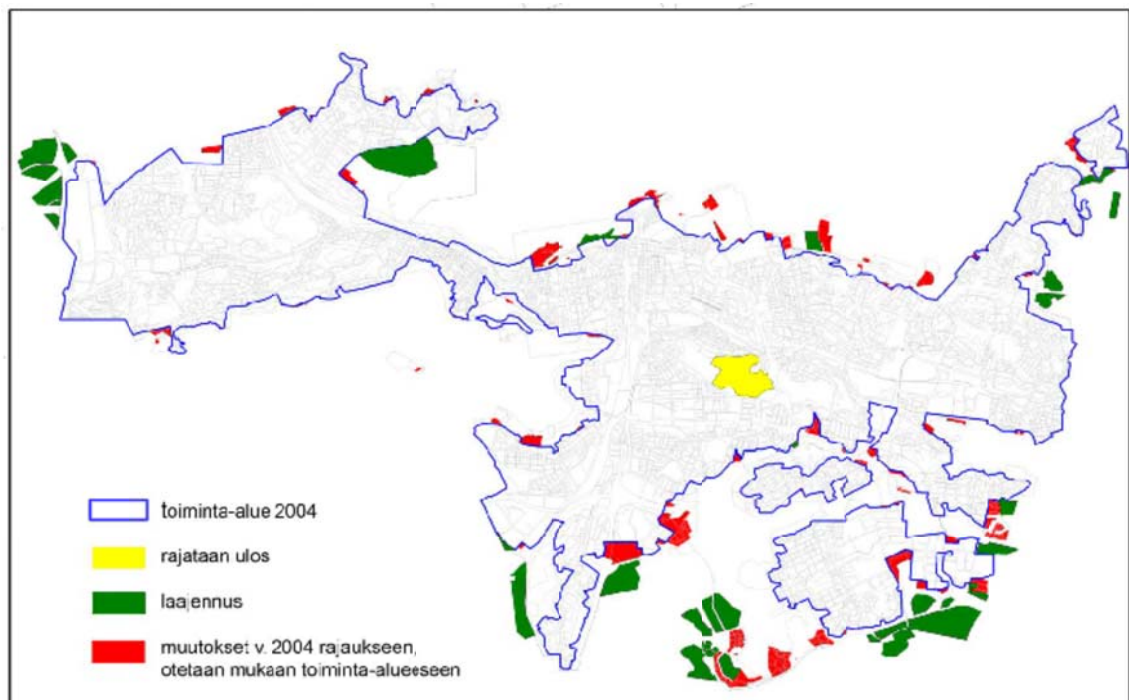 toiminta-alue 2004
rajataan ulos
laajennus
muutokset v. 2004 rajaukseen,
otetaan mukaan toiminta-alueeseen